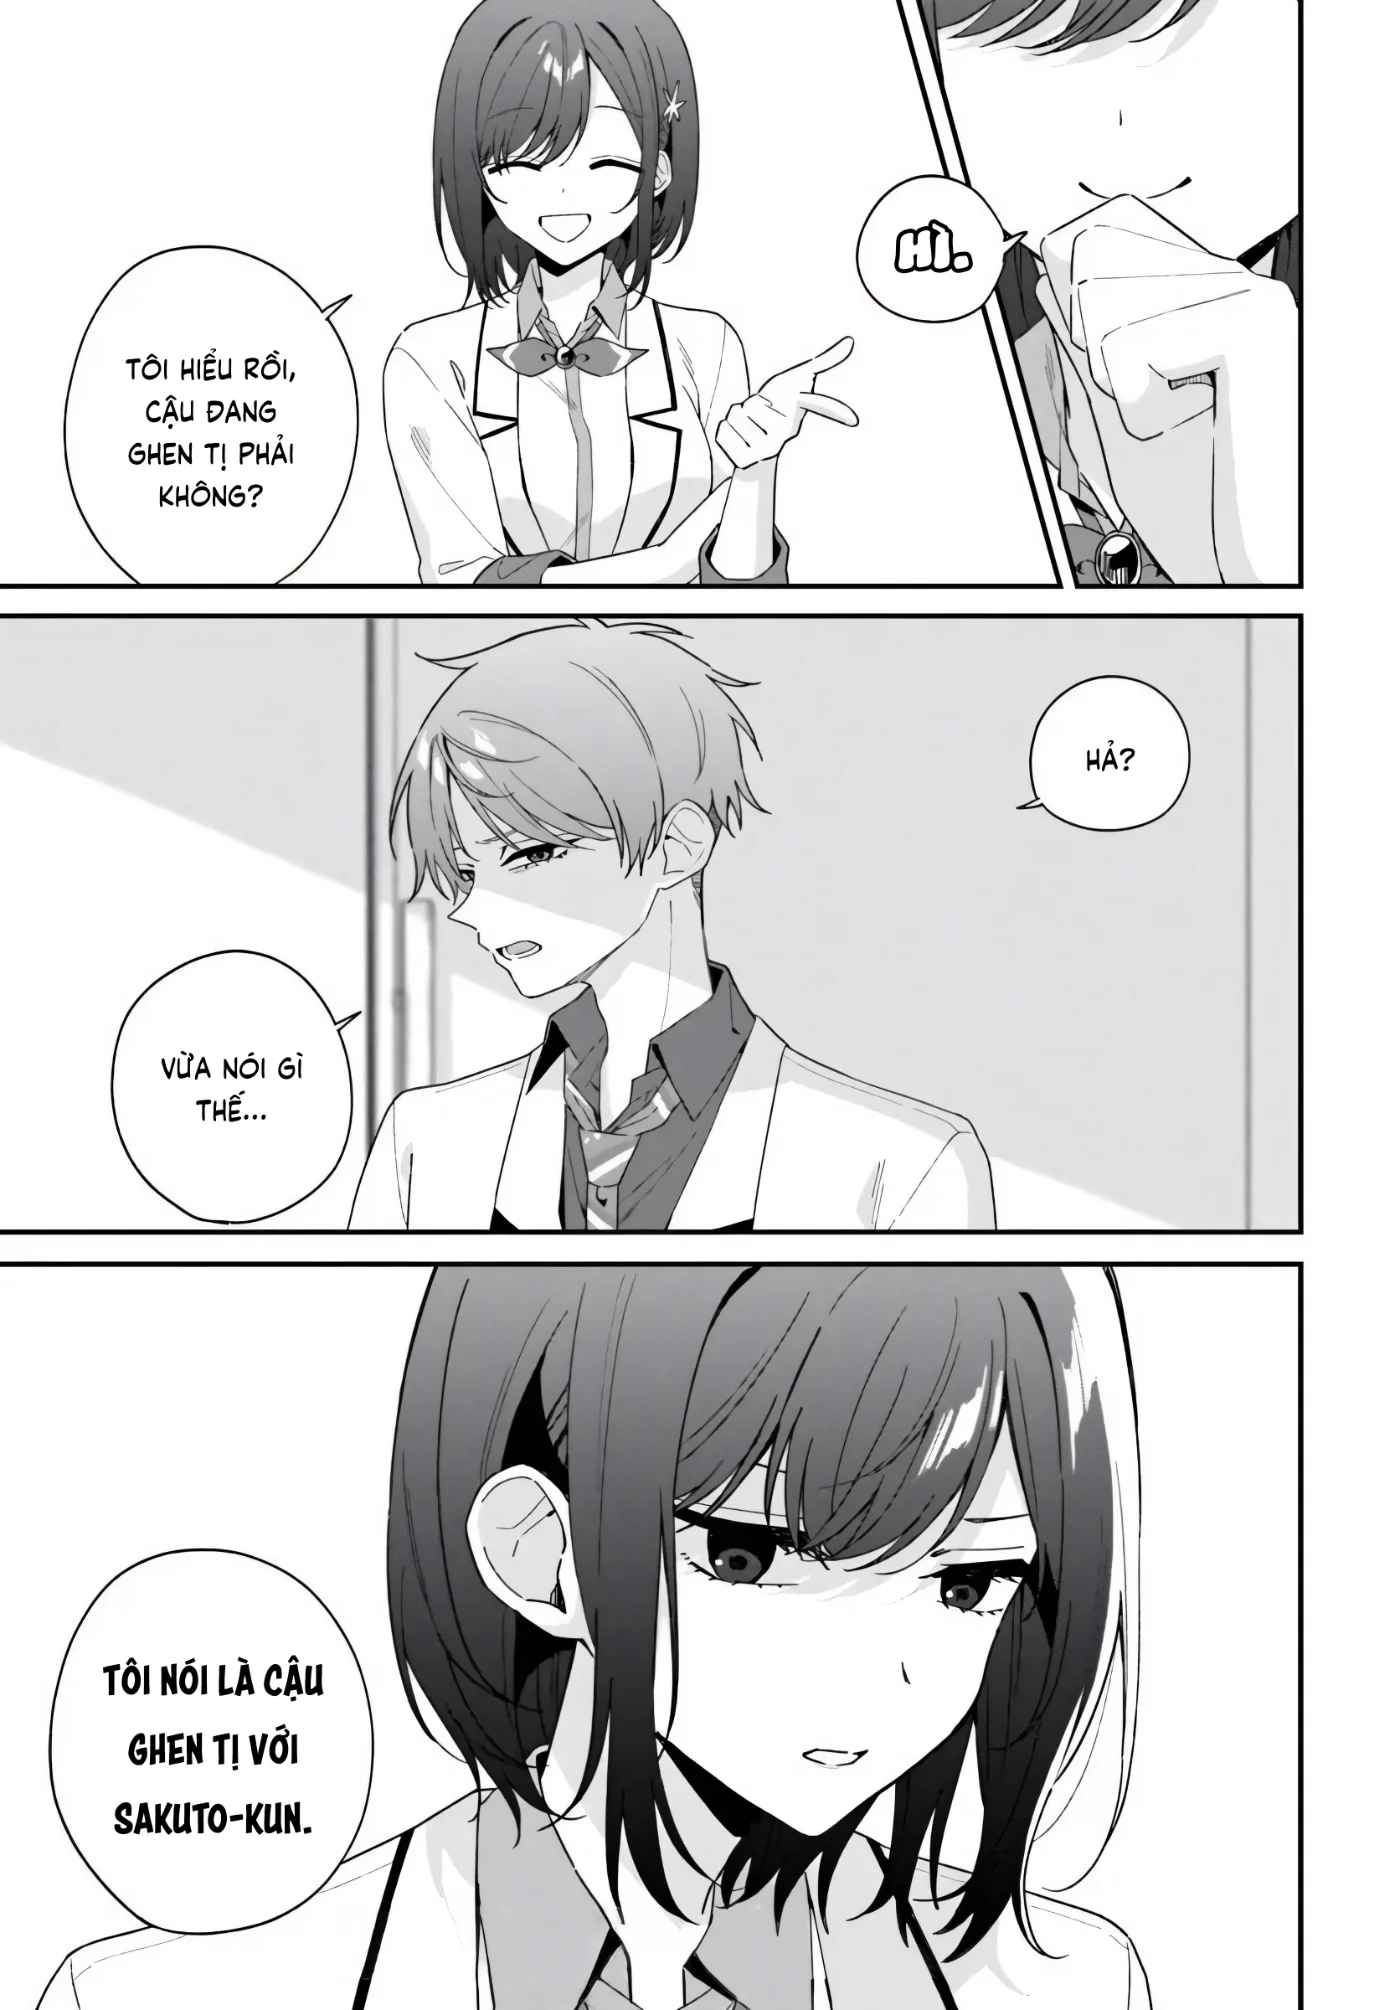 HÌ.
TÔI HIỂU RỒI,
CẬU ĐANG
GHEN TỊ PHẢI
KHÔNG?
HẢ?
VỪA NÓI GÌ
THẾ...
TÔI NÓI LÀ CẬU
GHEN TỊ VỚI
SAKUTO-KUN.